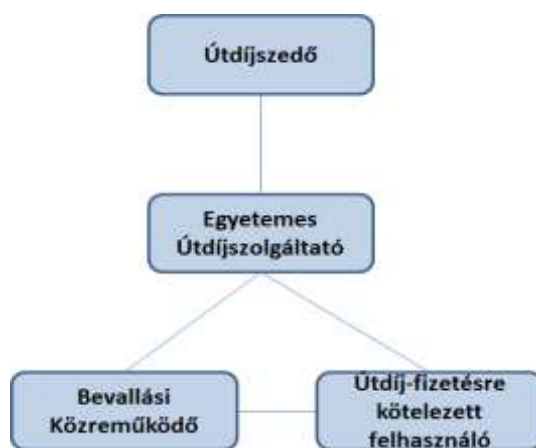 Útdíjszedő
Egyetemes
Útdíjszolgáltató
Bevallási
Közreműködő
Útdíj-fizetésre
kötelezett
felhasználó